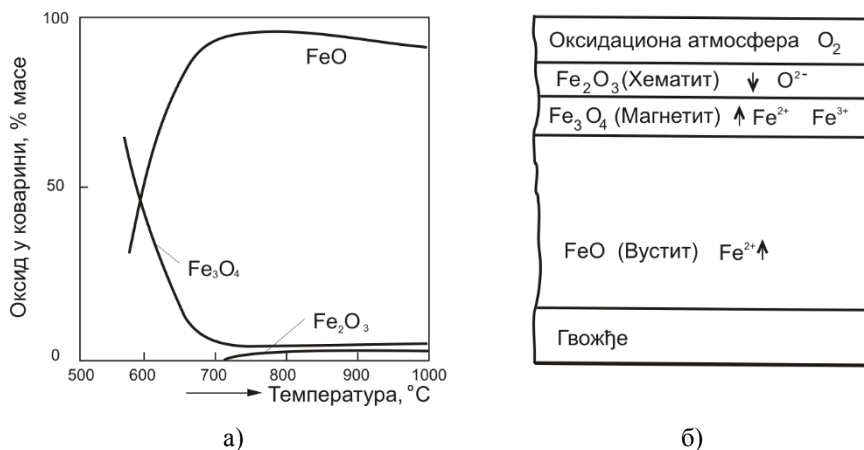 100
50
0
Оксид у коварини, % масе
FeO
Fe3O4
Fe2O3
500 600 700 800 900 1000
Температура, °C
а)
Оксидациона атмосфера O2
Fe2O3 (Хематит) ↓ O2-
Fe3O4 (Магнетит) ↑ Fe2+ Fe3+
FeO (Вустит) Fe2+↑
Гвожђе
б)